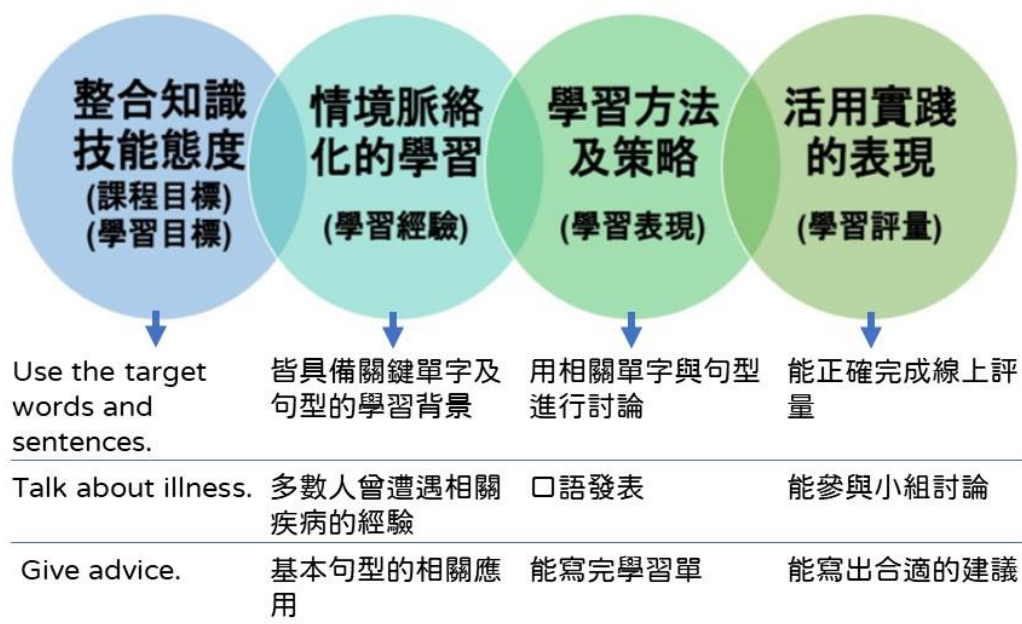 整合知識
技能態度
(課程目標)
(學習目標)
情境脈絡
化的學習
(學習經驗)
學習方法
及策略
(學習表現)
活用實踐
的表現
(學習評量)
Use the target
words and
sentences.
皆具備關鍵單字及
句型的學習背景
用相關單字與句型
進行討論
能正確完成線上評
量
Talk about illness.
多數人曾遭遇相關
疾病的經驗
口語發表
能參與小組討論
Give advice.
基本句型的相關應
用
能寫完學習單
能寫出合適的建議